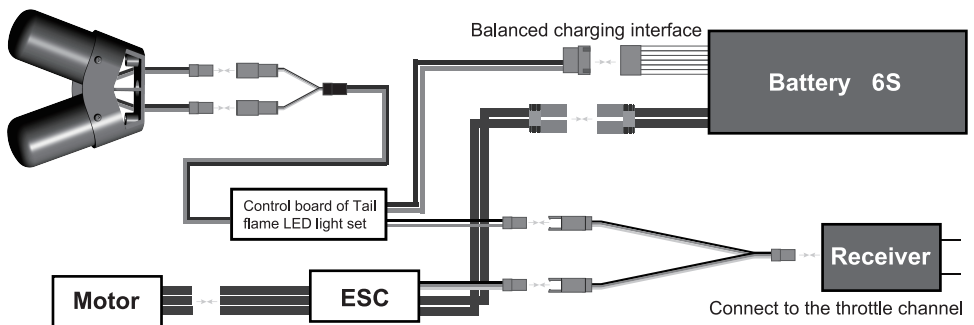 Balanced charging interface
Battery 6S
Control board of Tail
flame LED light set
Motor
ESC
Receiver
Connect to the throttle channel